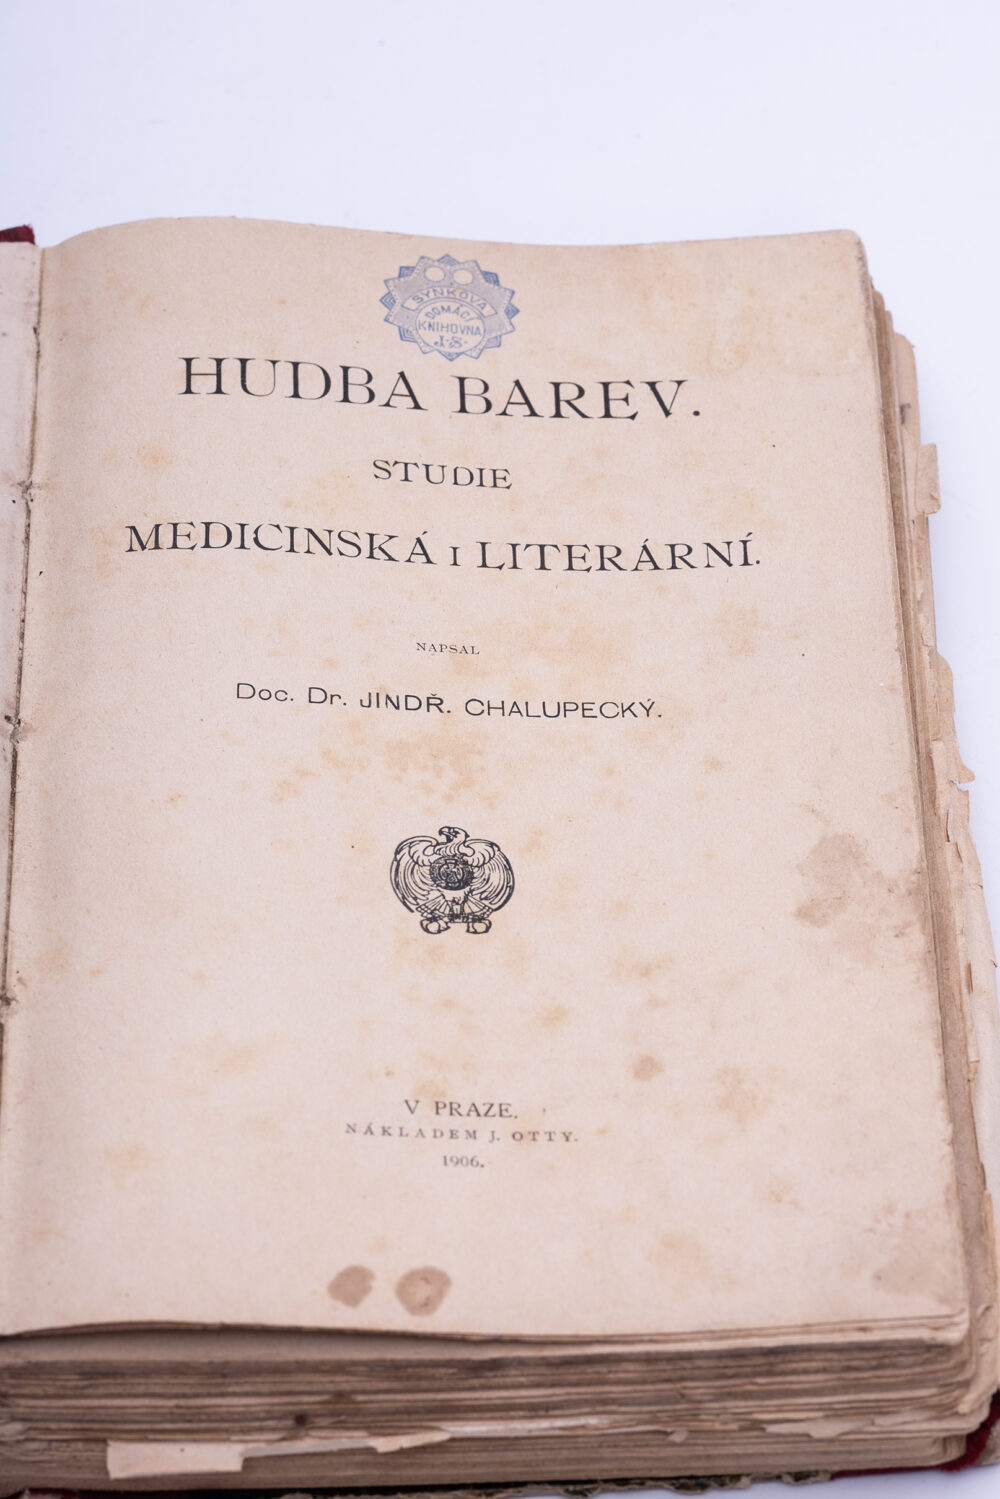 SYNKOVA
DOMÁCÍ
KNIHOVNA
J·S·
HUDBA BAREV.
STUDIE
MEDICINSKÁ I LITERÁRNÍ.
NAPSAL
Doc. Dr. JINDŘ. CHALUPECKÝ.
V PRAZE.
NÁKLADEM J. OTTY.
1906.